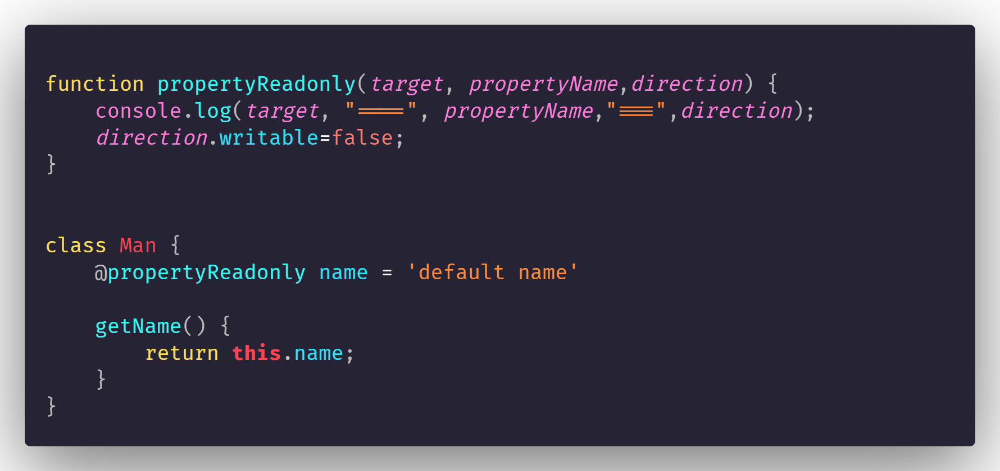 function propertyReadonly(target, propertyName,direction) {
    console.log(target, "====", propertyName,"===",direction);
    direction.writable=false;
}
class Man {
    @propertyReadonly name = 'default name'
    getName() {
        return this.name;
    }
}